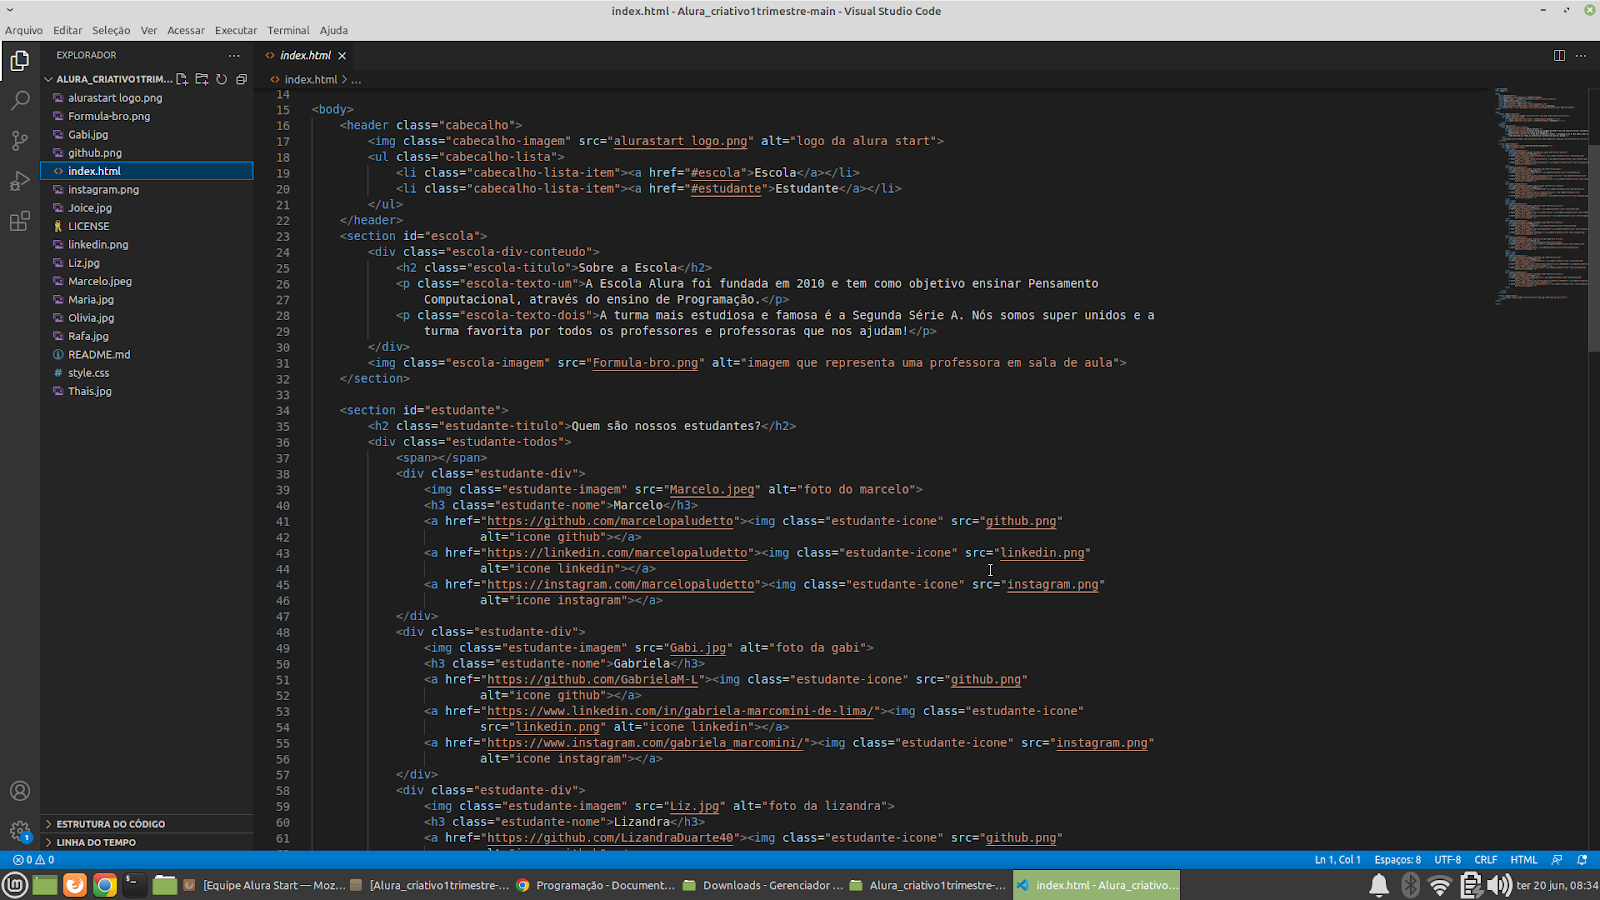 index.html - Alura_criativo1trimestre-main - Visual Studio Code
Arquivo Editar Seleção Ver Acessar Executar Terminal Ajuda
EXPLORADOR
ALURA_CRIATIVO1TRIM...
alurastart logo.png
Formula-bro.png
Gabi.jpg
github.png
index.html
instagram.png
Joice.jpg
LICENSE
linkedin.png
Liz.jpg
Marcelo.jpeg
Maria.jpg
Olivia.jpg
Rafa.jpg
README.md
style.css
Thais.jpg
ESTRUTURA DO CÓDIGO
LINHA DO TEMPO
index.html
index.html > ...
14
15 <body>
16 <header class="cabecalho">
17 <img class="cabecalho-imagem" src="alurastart logo.png" alt="logo da alura start">
18 <ul class="cabecalho-lista">
19 <li class="cabecalho-lista-item"><a href="#escola">Escola</a></li>
20 <li class="cabecalho-lista-item"><a href="#estudante">Estudante</a></li>
21 </ul>
22 </header>
23 <section id="escola">
24 <div class="escola-div-conteudo">
25 <h2 class="escola-titulo">Sobre a Escola</h2>
26 <p class="escola-texto-um">A Escola Alura foi fundada em 2010 e tem como objetivo ensinar Pensamento
27 Computacional, através do ensino de Programação.</p>
28 <p class="escola-texto-dois">A turma mais estudiosa e famosa é a Segunda Série A. Nós somos super unidos e a
29 turma favorita por todos os professores e professoras que nos ajudam!</p>
30 </div>
31 <img class="escola-imagem" src="Formula-bro.png" alt="imagem que representa uma professora em sala de aula">
32 </section>
33
34 <section id="estudante">
35 <h2 class="estudante-titulo">Quem são nossos estudantes?</h2>
36 <div class="estudante-todos">
37 <span></span>
38 <div class="estudante-div">
39 <img class="estudante-imagem" src="Marcelo.jpeg" alt="foto do marcelo">
40 <h3 class="estudante-nome">Marcelo</h3>
41 <a href="https://github.com/marcelopaludetto"><img class="estudante-icone" src="github.png"
42 alt="icone github"></a>
43 <a href="https://linkedin.com/marcelopaludetto"><img class="estudante-icone" src="linkedin.png"
44 alt="icone linkedin"></a>
45 <a href="https://instagram.com/marcelopaludetto"><img class="estudante-icone" src="instagram.png"
46 alt="icone instagram"></a>
47 </div>
48 <div class="estudante-div">
49 <img class="estudante-imagem" src="Gabi.jpg" alt="foto da gabi">
50 <h3 class="estudante-nome">Gabriela</h3>
51 <a href="https://github.com/GabrielaM-L"><img class="estudante-icone" src="github.png"
52 alt="icone github"></a>
53 <a href="https://www.linkedin.com/in/gabriela-marcomini-de-lima/"><img class="estudante-icone"
54 src="linkedin.png" alt="icone linkedin"></a>
55 <a href="https://www.instagram.com/gabriela_marcomini/"><img class="estudante-icone" src="instagram.png"
56 alt="icone instagram"></a>
57 </div>
58 <div class="estudante-div">
59 <img class="estudante-imagem" src="Liz.jpg" alt="foto da lizandra">
60 <h3 class="estudante-nome">Lizandra</h3>
61 <a href="https://github.com/LizandraDuarte40"><img class="estudante-icone" src="github.png"
1
0 0 Ln 1, Col 1 Espaços: 8 UTF-8 CRLF HTML
[Equipe Alura Start — Moz... [Alura_criativo1trimestre-... Programação - Document... Downloads - Gerenciador ... Alura_criativo1trimestre-... index.html - Alura_criativo... ter 20 jun, 08:34